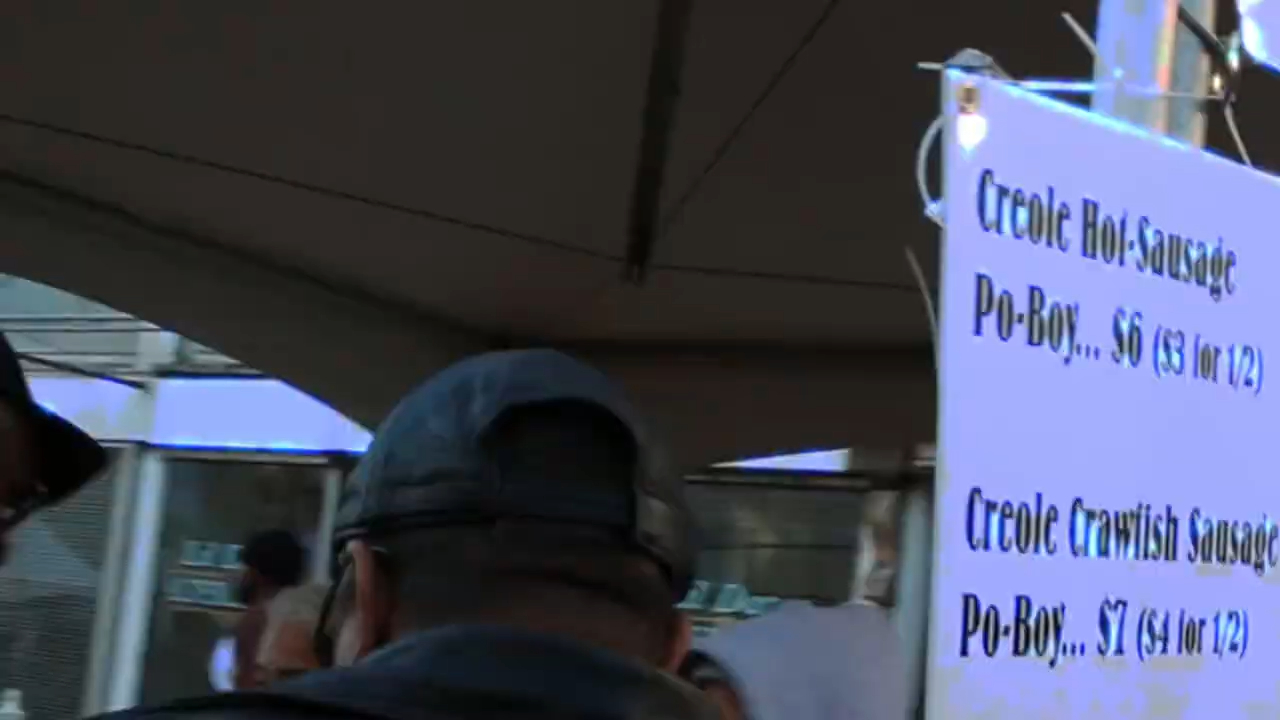 Creole Hot-Sausage
Po-Boy... $6 ($3 for 1/2)
Creole Crawfish Sausage
Po-Boy... $7 ($4 for 1/2)